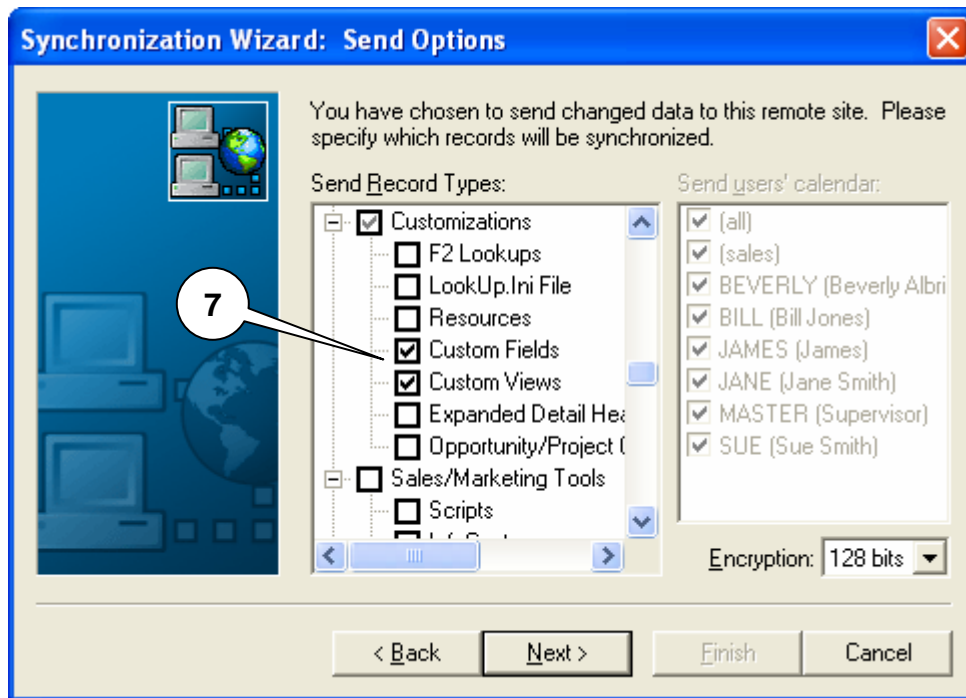 Synchronization Wizard: Send Options
You have chosen to send changed data to this remote site. Please
specify which records will be synchronized.
Send Record Types:
Customizations
F2 Lookups
LookUp.Ini File
Resources
Custom Fields
Custom Views
Expanded Detail Hea
Opportunity/Project
Sales/Marketing Tools
Scripts
7
Send users' calendar:
(all)
(sales)
BEVERLY (Beverly Albri
BILL (Bill Jones)
JAMES (James)
JANE (Jane Smith)
MASTER (Supervisor)
SUE (Sue Smith)
Encryption: 128 bits
< Back Next > Finish Cancel